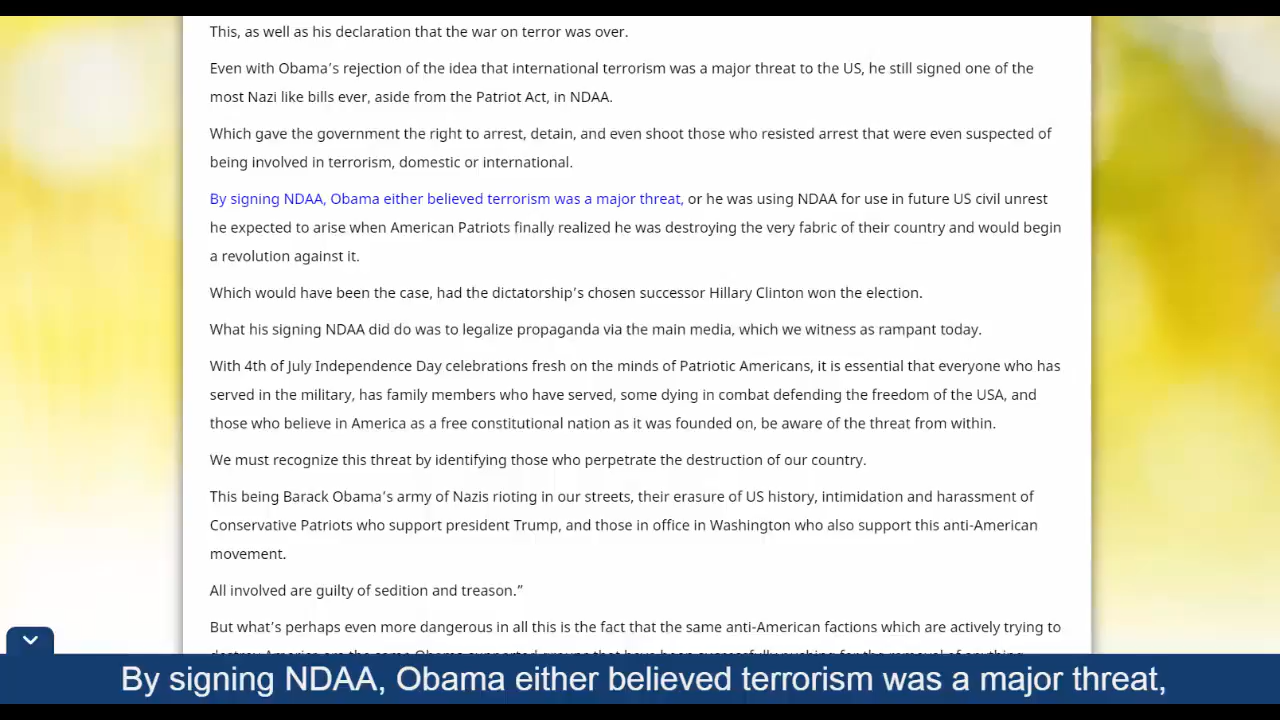 This, as well as his declaration that the war on terror was over.
Even with Obama’s rejection of the idea that international terrorism was a major threat to the US, he still signed one of the
most Nazi like bills ever, aside from the Patriot Act, in NDAA.
Which gave the government the right to arrest, detain, and even shoot those who resisted arrest that were even suspected of
being involved in terrorism, domestic or international.
By signing NDAA, Obama either believed terrorism was a major threat, or he was using NDAA for use in future US civil unrest
he expected to arise when American Patriots finally realized he was destroying the very fabric of their country and would begin
a revolution against it.
Which would have been the case, had the dictatorship’s chosen successor Hillary Clinton won the election.
What his signing NDAA did do was to legalize propaganda via the main media, which we witness as rampant today.
With 4th of July Independence Day celebrations fresh on the minds of Patriotic Americans, it is essential that everyone who has
served in the military, has family members who have served, some dying in combat defending the freedom of the USA, and
those who believe in America as a free constitutional nation as it was founded on, be aware of the threat from within.
We must recognize this threat by identifying those who perpetrate the destruction of our country.
This being Barack Obama’s army of Nazis rioting in our streets, their erasure of US history, intimidation and harassment of
Conservative Patriots who support president Trump, and those in office in Washington who also support this anti-American
movement.
All involved are guilty of sedition and treason.”
But what’s perhaps even more dangerous in all this is the fact that the same anti-American factions which are actively trying to
By signing NDAA, Obama either believed terrorism was a major threat,